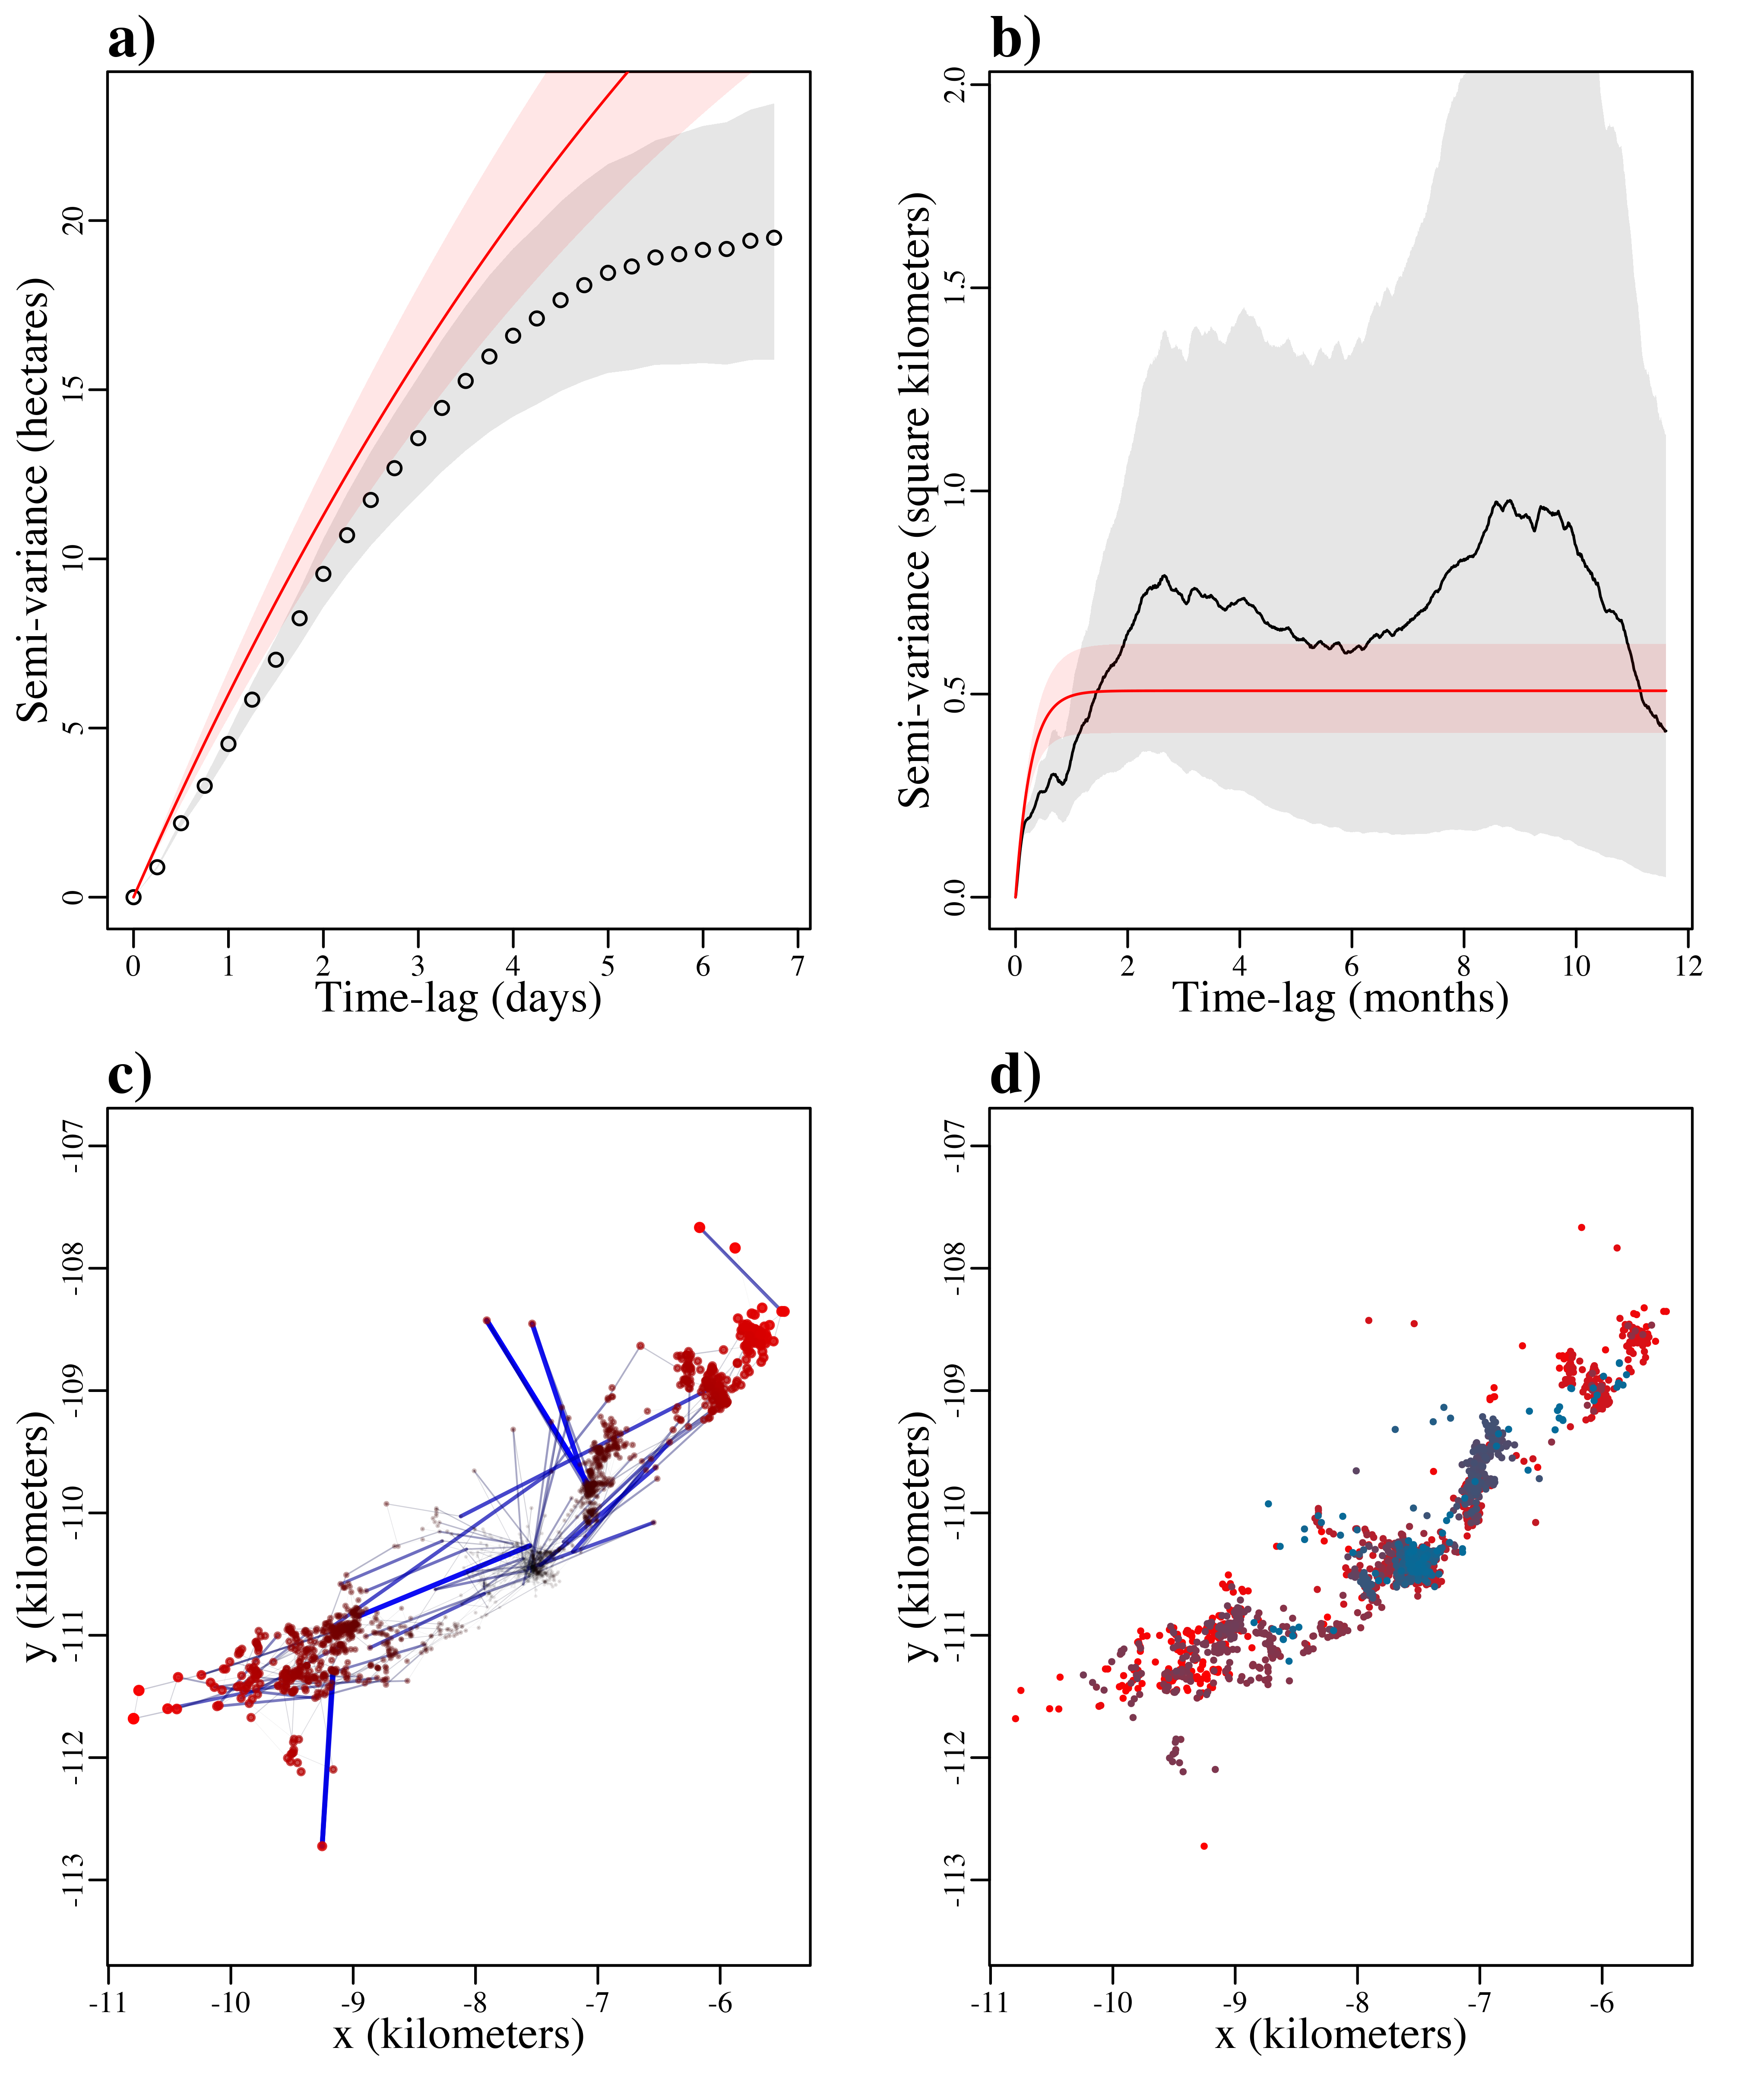 a)
Semi-variance (hectares)
0 5 10 15 20
0 1 2 3 4 5 6 7
Time-lag (days)
b)
Semi-variance (square kilometers)
0.0 0.5 1.0 1.5 2.0
0 2 4 6 8 10 12
Time-lag (months)
c)
y (kilometers)
-113 -112 -111 -110 -109 -108 -107
-11 -10 -9 -8 -7 -6
x (kilometers)
d)
y (kilometers)
-113 -112 -111 -110 -109 -108 -107
-11 -10 -9 -8 -7 -6
x (kilometers)